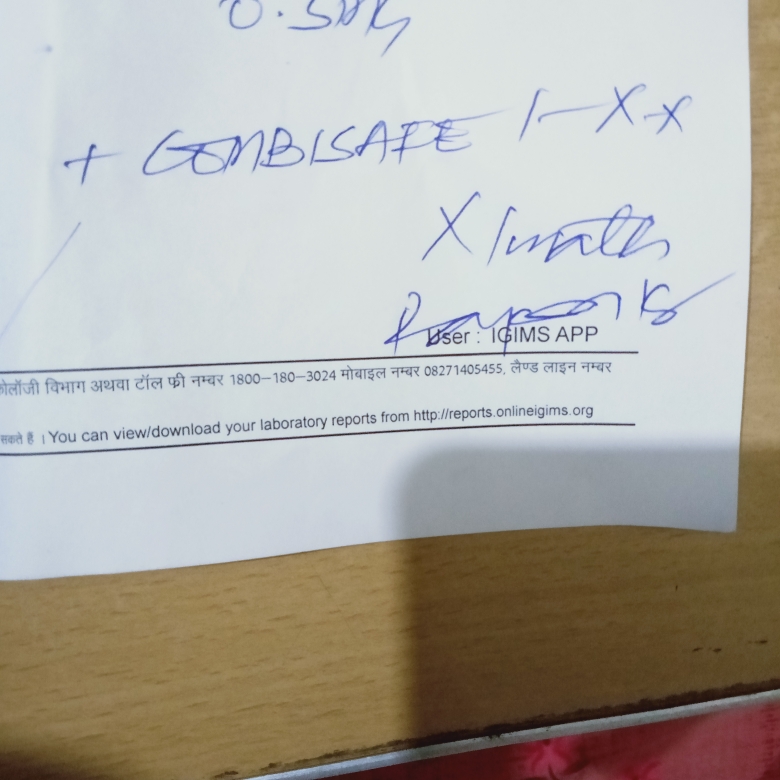 + COMBISAFE 1-X-X
X 1 month
User : IGIMS APP
विभाग अथवा टॉल फ्री नम्बर 1800-180-3024 मोबाइल नम्बर 08271405455, लैण्ड लाइन नम्बर
सकते है । You can view/download your laboratory reports from http://reports.onlineigims.org